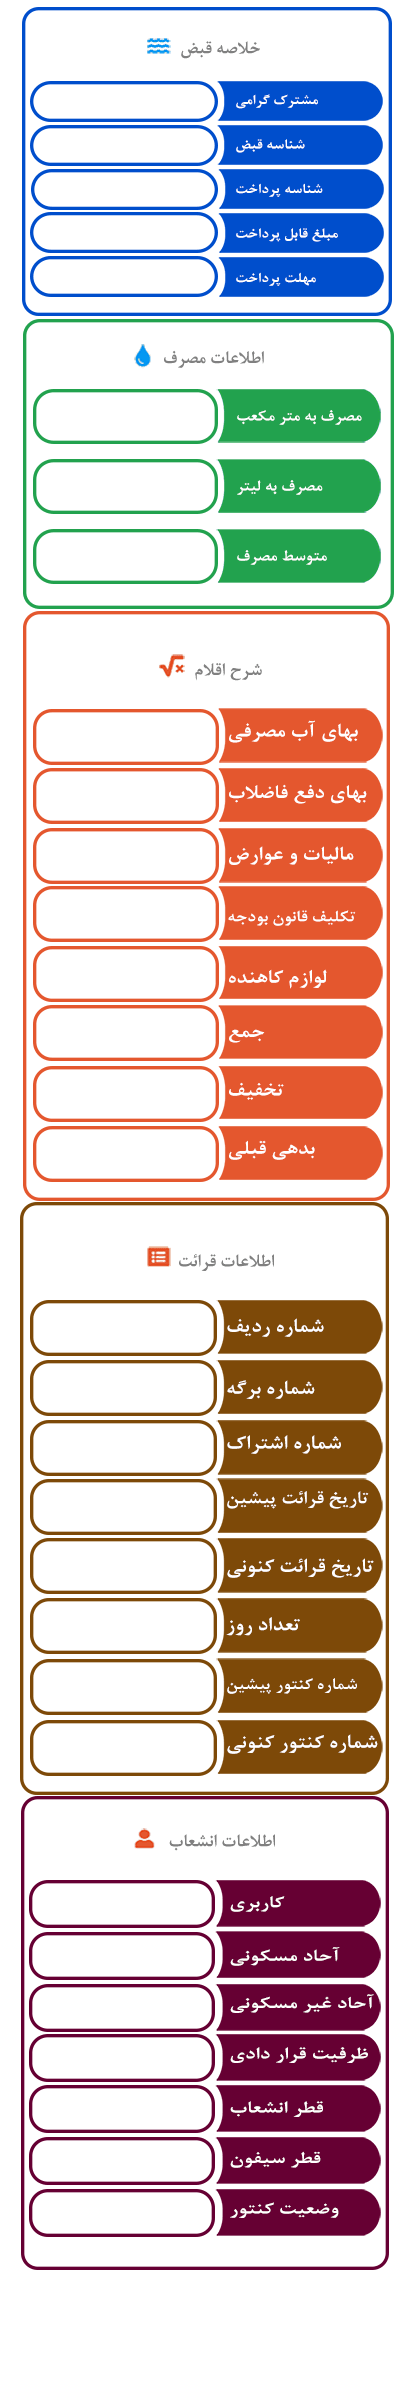 خلاصه قبض
مشترک گرامی
شناسه قبض
شناسه پرداخت
مبلغ قابل پرداخت
مهلت پرداخت
اطلاعات مصرف
مصرف به متر مکعب
مصرف به لیتر
متوسط مصرف
شرح اقلام
بهای آب مصرفی
بهای دفع فاضلاب
مالیات و عوارض
تکلیف قانون بودجه
لوازم کاهنده
جمع
تخفیف
بدهی قبلی
اطلاعات قرائت
شماره ردیف
شماره برگه
شماره اشتراک
تاریخ قرائت پیشین
تاریخ قرائت کنونی
تعداد روز
شماره کنتور پیشین
شماره کنتور کنونی
اطلاعات انشعاب
کاربری
آحاد مسکونی
آحاد غیر مسکونی
ظرفیت قرار دادی
قطر انشعاب
قطر سیفون
وضعیت کنتور